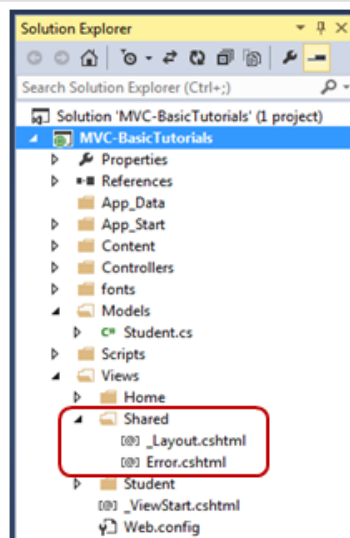 Solution Explorer
Search Solution Explorer (Ctrl+;)
Solution 'MVC-BasicTutorials' (1 project)
MVC-BasicTutorials
Properties
References
App_Data
App_Start
Content
Controllers
fonts
Models
C# Student.cs
Scripts
Views
Home
Shared
[@] _Layout.cshtml
[@] Error.cshtml
Student
[@] _ViewStart.cshtml
Web.config